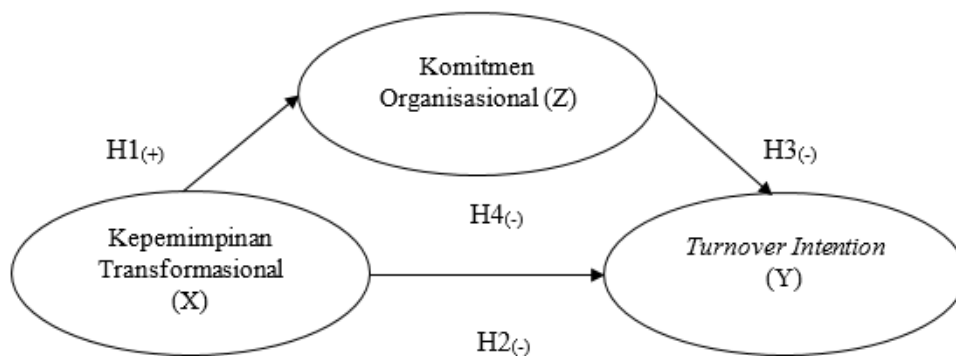 Komitmen
Organisasional (Z)
H1(+)
H3(-)
H4(-)
Kepemimpinan
Transformasional
(X)
Turnover Intention
(Y)
H2(-)